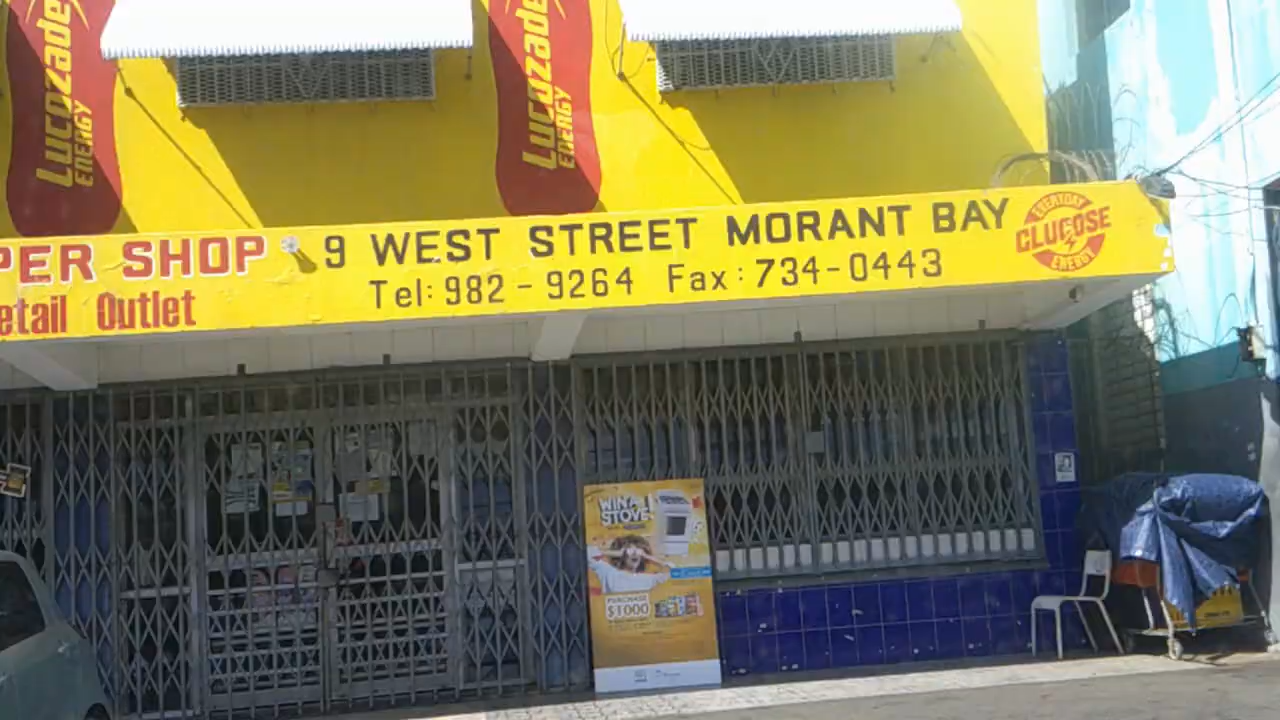 Lucozade
ENERGY
Lucozade
ENERGY
PER SHOP 9 WEST STREET MORANT BAY
etail Outlet Tel: 982-9264 Fax: 734-0443
EVERYDAY
CLUCOSE
ENERGY
WIN A
STOVE
PURCHASE
$1000